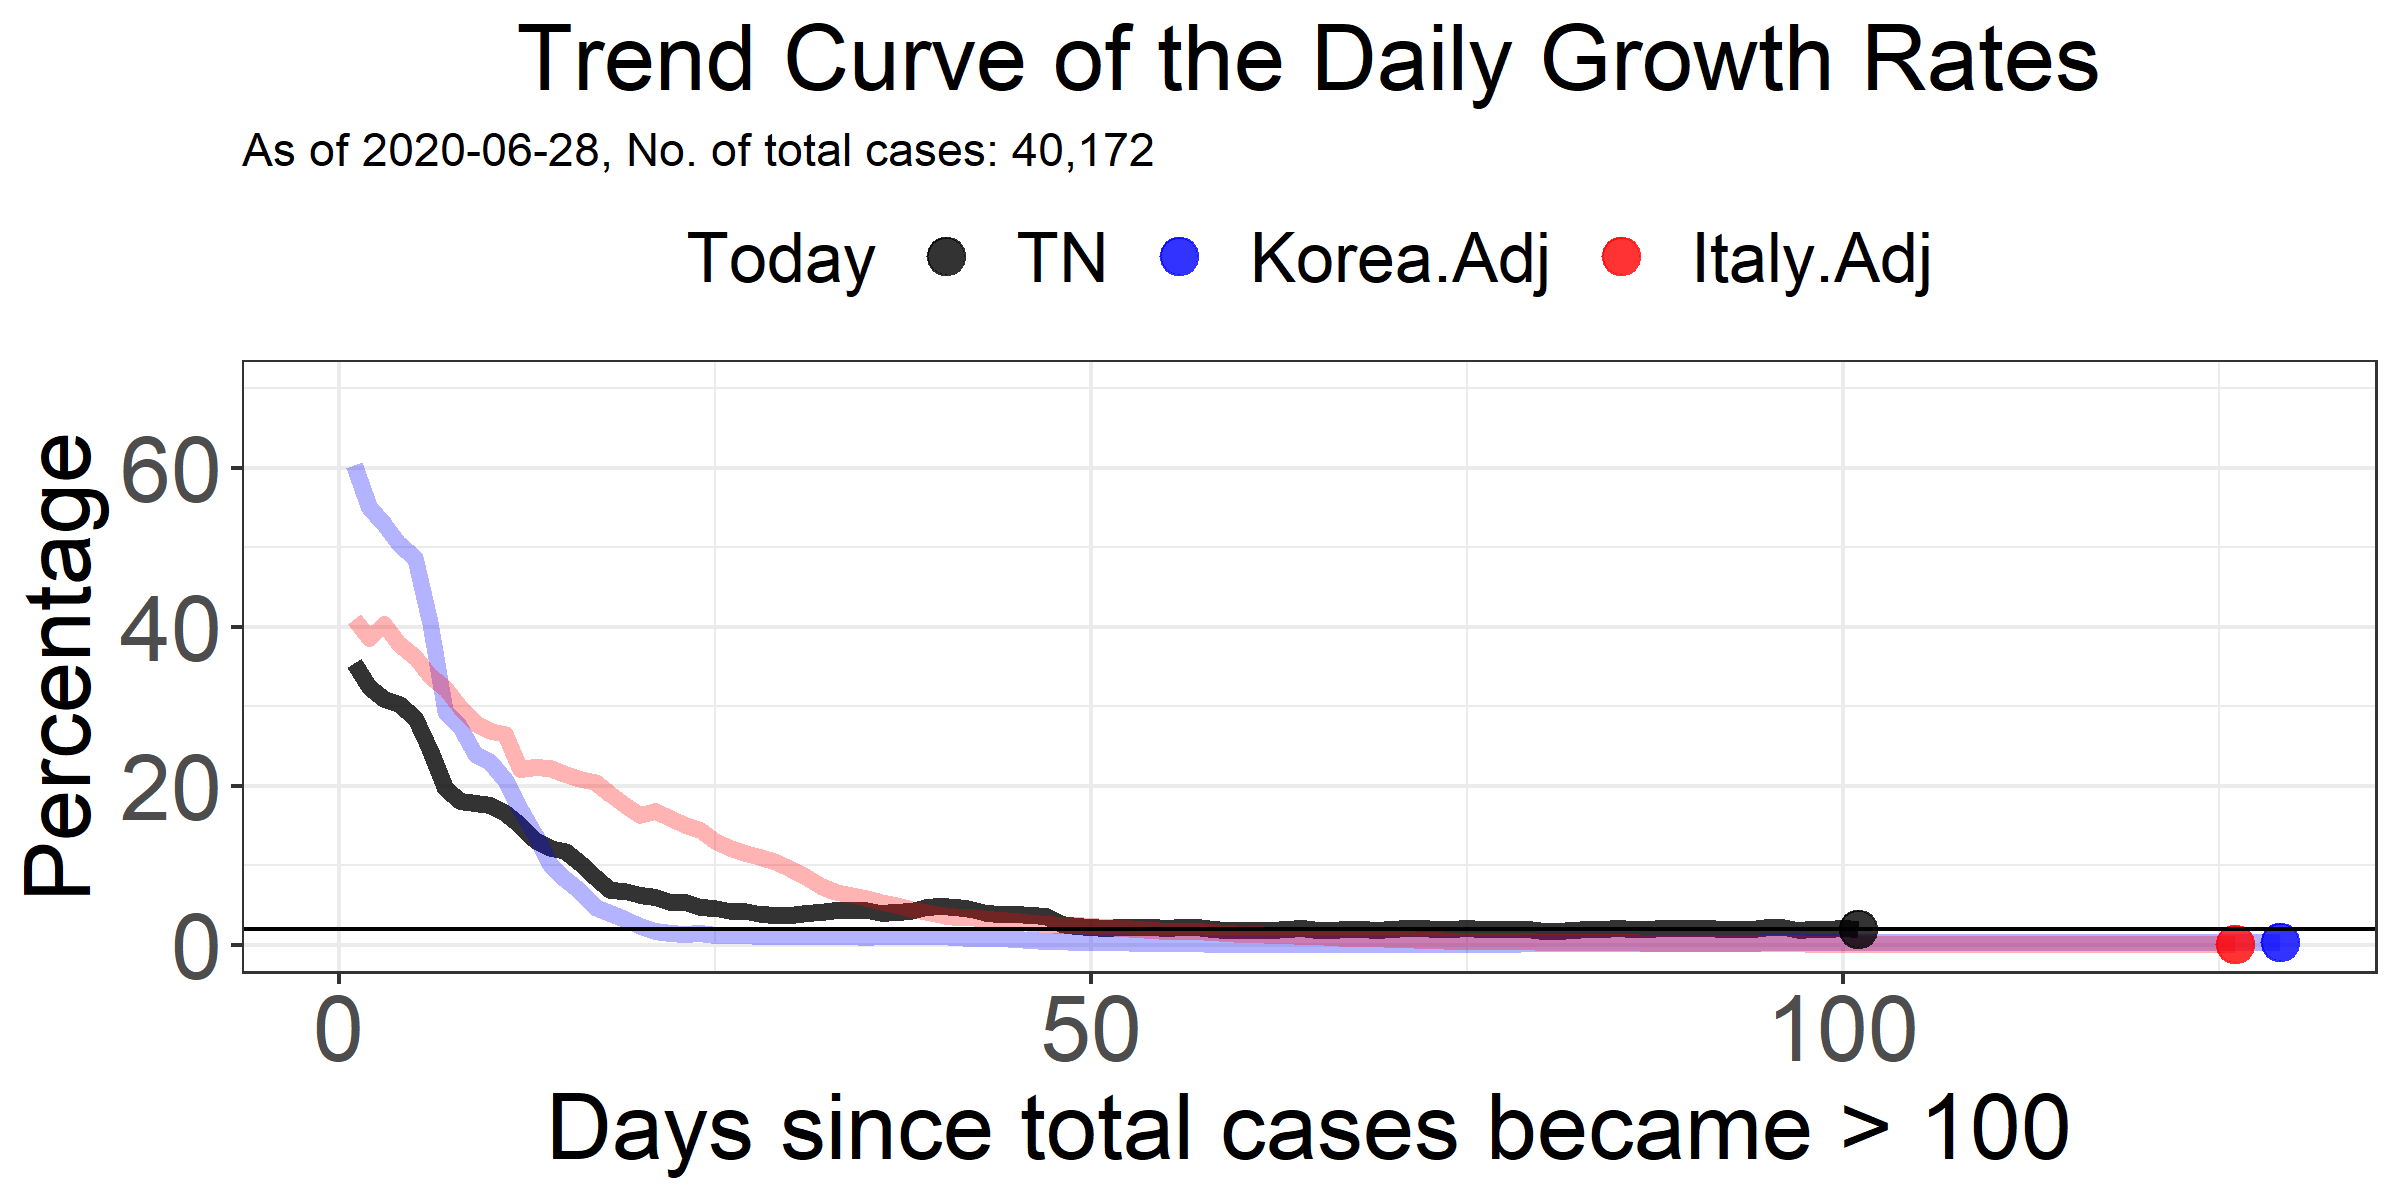 Trend Curve of the Daily Growth Rates
As of 2020-06-28, No. of total cases: 40,172
Today TN Korea.Adj Italy.Adj
Percentage
60
40
20
0
0 50 100
Days since total cases became > 100